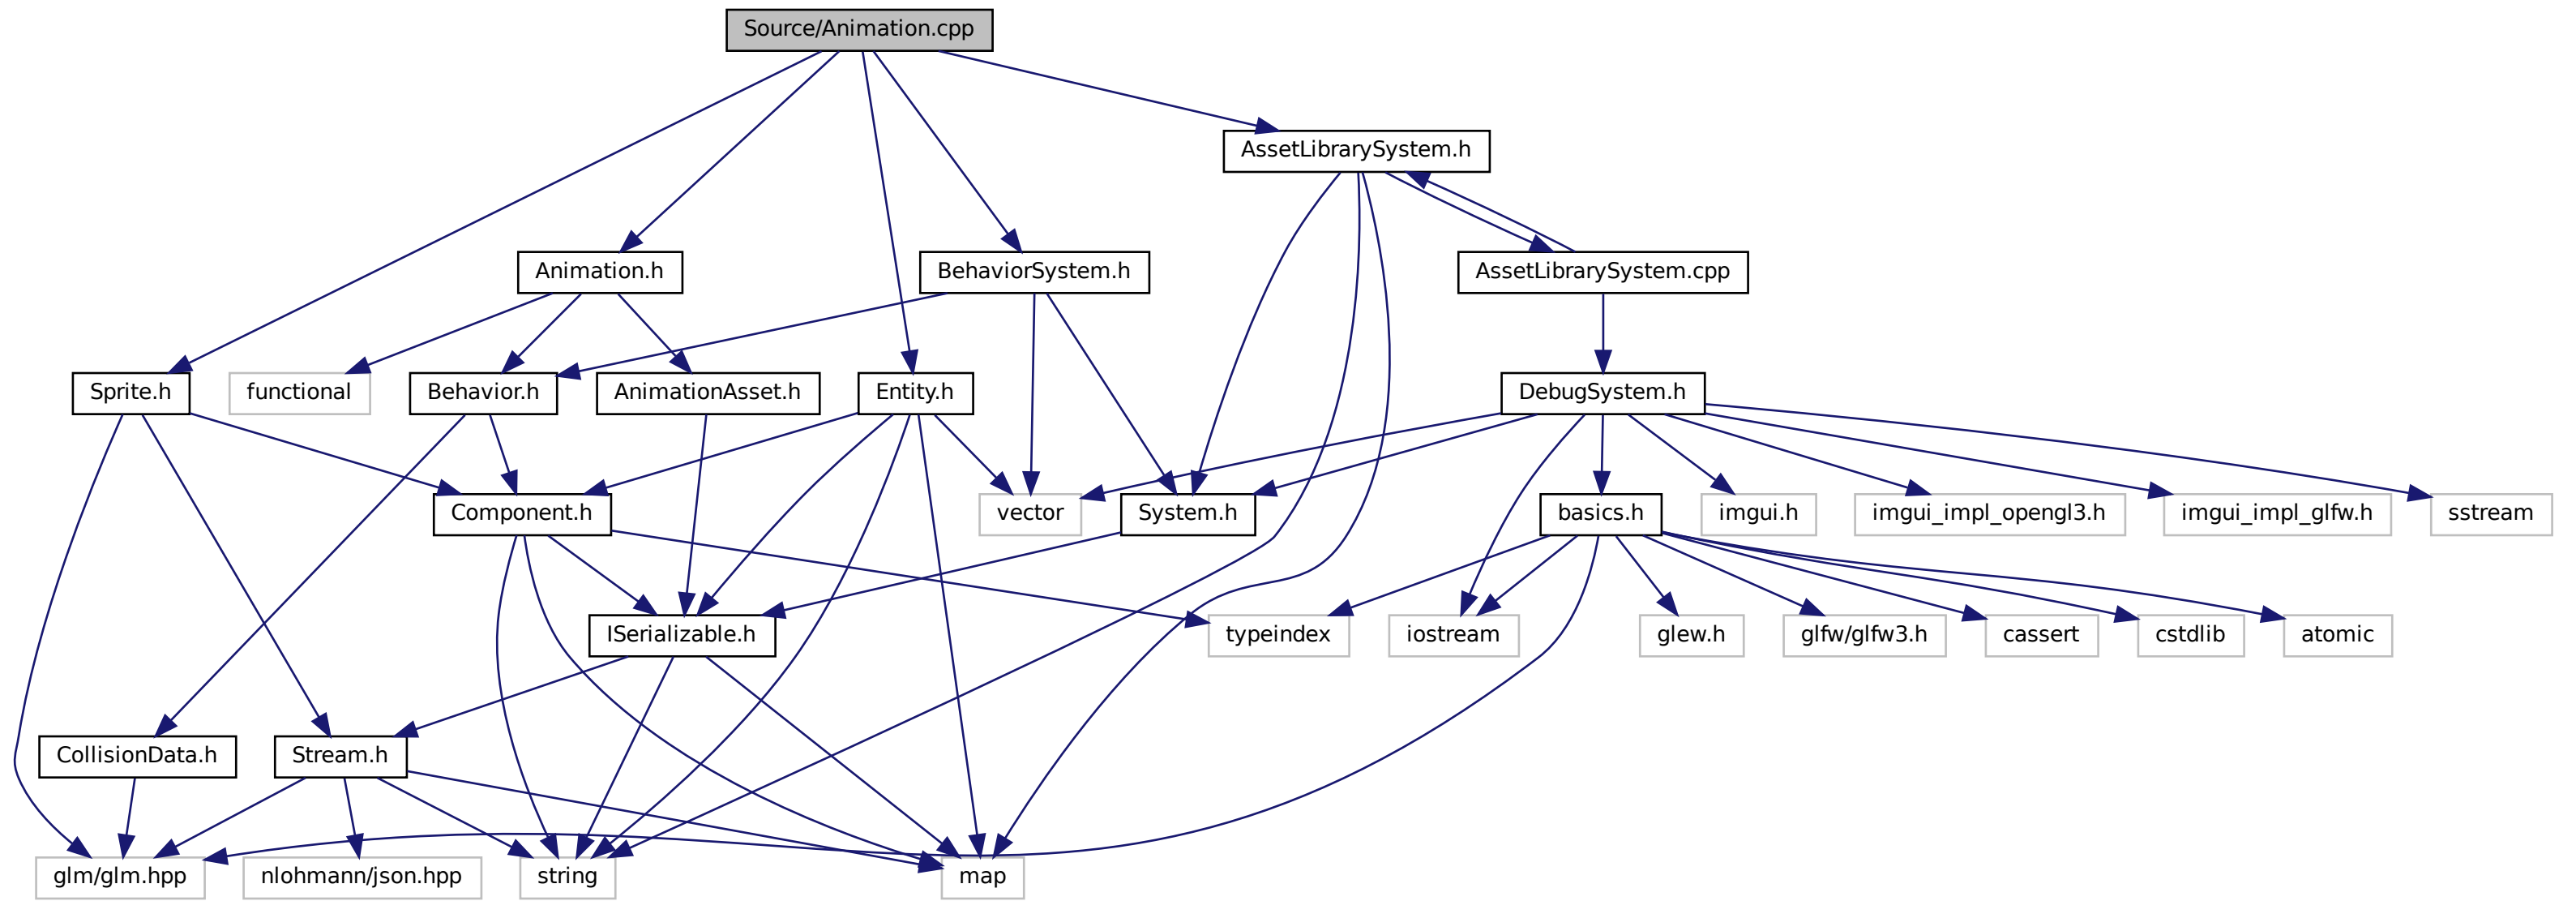 Source/Animation.cpp
AssetLibrarySystem.h
Animation.h
BehaviorSystem.h
AssetLibrarySystem.cpp
Sprite.h
functional
Behavior.h
AnimationAsset.h
Entity.h
DebugSystem.h
Component.h
vector
System.h
basics.h
imgui.h
imgui_impl_opengl3.h
imgui_impl_glfw.h
sstream
ISerializable.h
typeindex
iostream
glew.h
glfw/glfw3.h
cassert
cstdlib
atomic
CollisionData.h
Stream.h
glm/glm.hpp
nlohmann/json.hpp
string
map